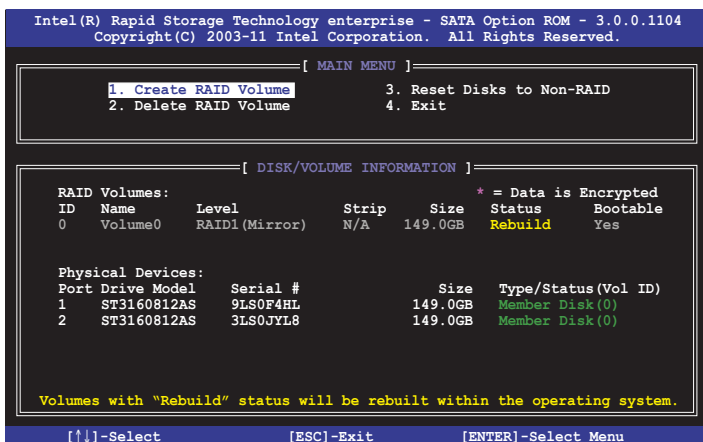 Intel(R) Rapid Storage Technology enterprise - SATA Option ROM - 3.0.0.1104
Copyright(C) 2003-11 Intel Corporation. All Rights Reserved.
[ MAIN MENU ]
1. Create RAID Volume 3. Reset Disks to Non-RAID
2. Delete RAID Volume 4. Exit
[ DISK/VOLUME INFORMATION ]
RAID Volumes: * = Data is Encrypted
ID Name Level Strip Size Status Bootable
0 Volume0 RAID1(Mirror) N/A 149.0GB Rebuild Yes
Physical Devices:
Port Drive Model Serial # Size Type/Status(Vol ID)
1 ST3160812AS 9LS0F4HL 149.0GB Member Disk(0)
2 ST3160812AS 3LS0JYL8 149.0GB Member Disk(0)
Volumes with “Rebuild” status will be rebuilt within the operating system.
[↑↓]-Select [ESC]-Exit [ENTER]-Select Menu